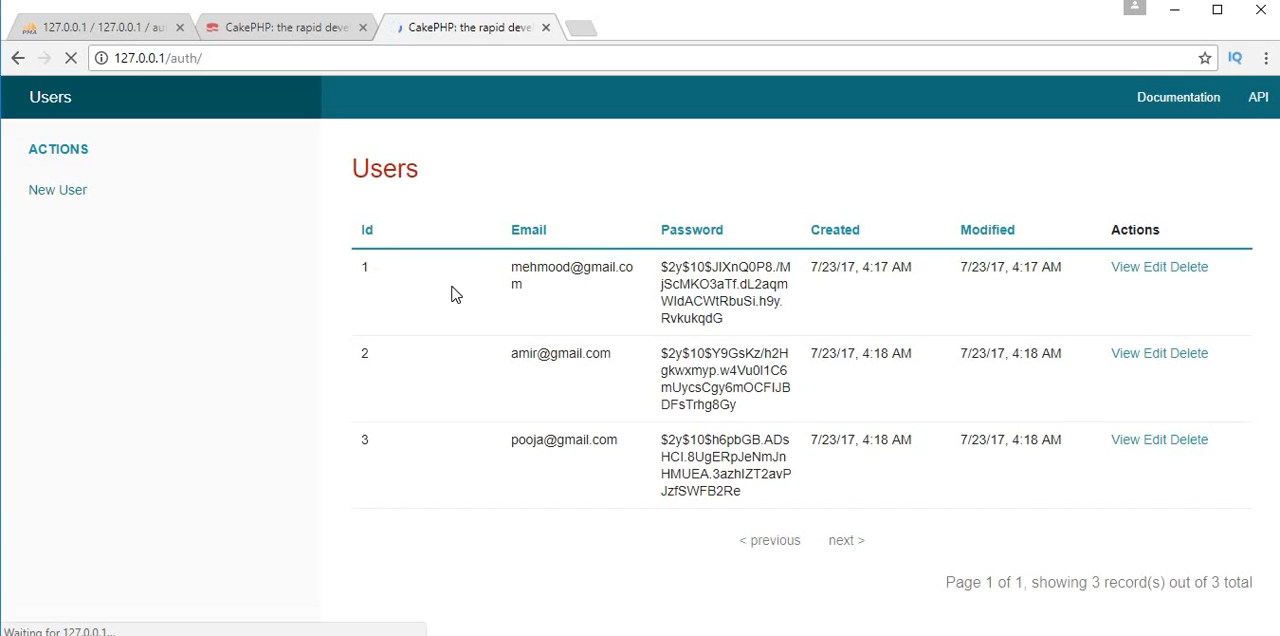 127.0.0.1 / 127.0.0.1 / au
CakePHP: the rapid deve
CakePHP: the rapid deve
127.0.0.1/auth/
IQ
Users
Documentation
API
ACTIONS
New User
Users
Id Email Password Created Modified Actions
1 mehmood@gmail.co $2y$10$JlXnQ0P8./M 7/23/17, 4:17 AM 7/23/17, 4:17 AM View Edit Delete
m jScMKO3aTf.dL2aqm
WldACWtRbuSi.h9y.
RvkukqdG
2 amir@gmail.com $2y$10$Y9GsKz/h2H 7/23/17, 4:18 AM 7/23/17, 4:18 AM View Edit Delete
gkwxmyp.w4Vu0l1C6
mUycsCgy6mOCFIJB
DFsTrhg8Gy
3 pooja@gmail.com $2y$10$h6pbGB.ADs 7/23/17, 4:18 AM 7/23/17, 4:18 AM View Edit Delete
HCI.8UgERpJeNmJn
HMUEA.3azhIZT2avP
JzfSWFB2Re
< previous next >
Page 1 of 1, showing 3 record(s) out of 3 total
Waiting for 127.0.0.1...